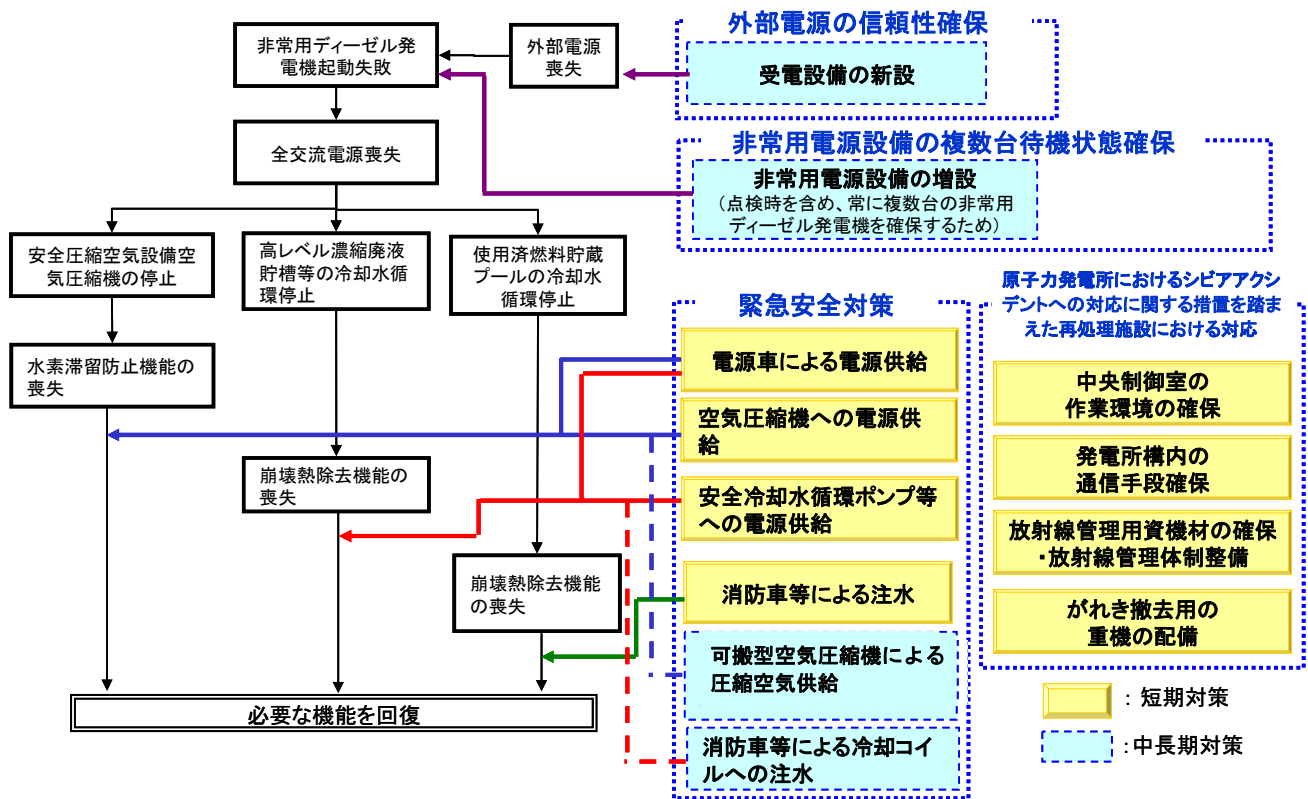 非常用ディーゼル発
電機起動失敗
外部電源
喪失
外部電源の信頼性確保
受電設備の新設
全交流電源喪失
非常用電源設備の複数台待機状態確保
非常用電源設備の増設
（点検時を含め、常に複数台の非常用
ディーゼル発電機を確保するため）
安全圧縮空気設備空
気圧縮機の停止
高レベル濃縮廃液
貯槽等の冷却水循
環停止
使用済燃料貯蔵
プールの冷却水
循環停止
水素滞留防止機能の
喪失
崩壊熱除去機能の
喪失
崩壊熱除去機能
の喪失
必要な機能を回復
緊急安全対策
電源車による電源供給
空気圧縮機への電源供
給
安全冷却水循環ポンプ等
への電源供給
消防車等による注水
可搬型空気圧縮機による
圧縮空気供給
消防車等による冷却コイ
ルへの注水
原子力発電所におけるシビアアクシ
デントへの対応に関する措置を踏ま
えた再処理施設における対応
中央制御室の
作業環境の確保
発電所構内の
通信手段確保
放射線管理用資機材の確保
・放射線管理体制整備
がれき撤去用の
重機の配備
：短期対策
：中長期対策